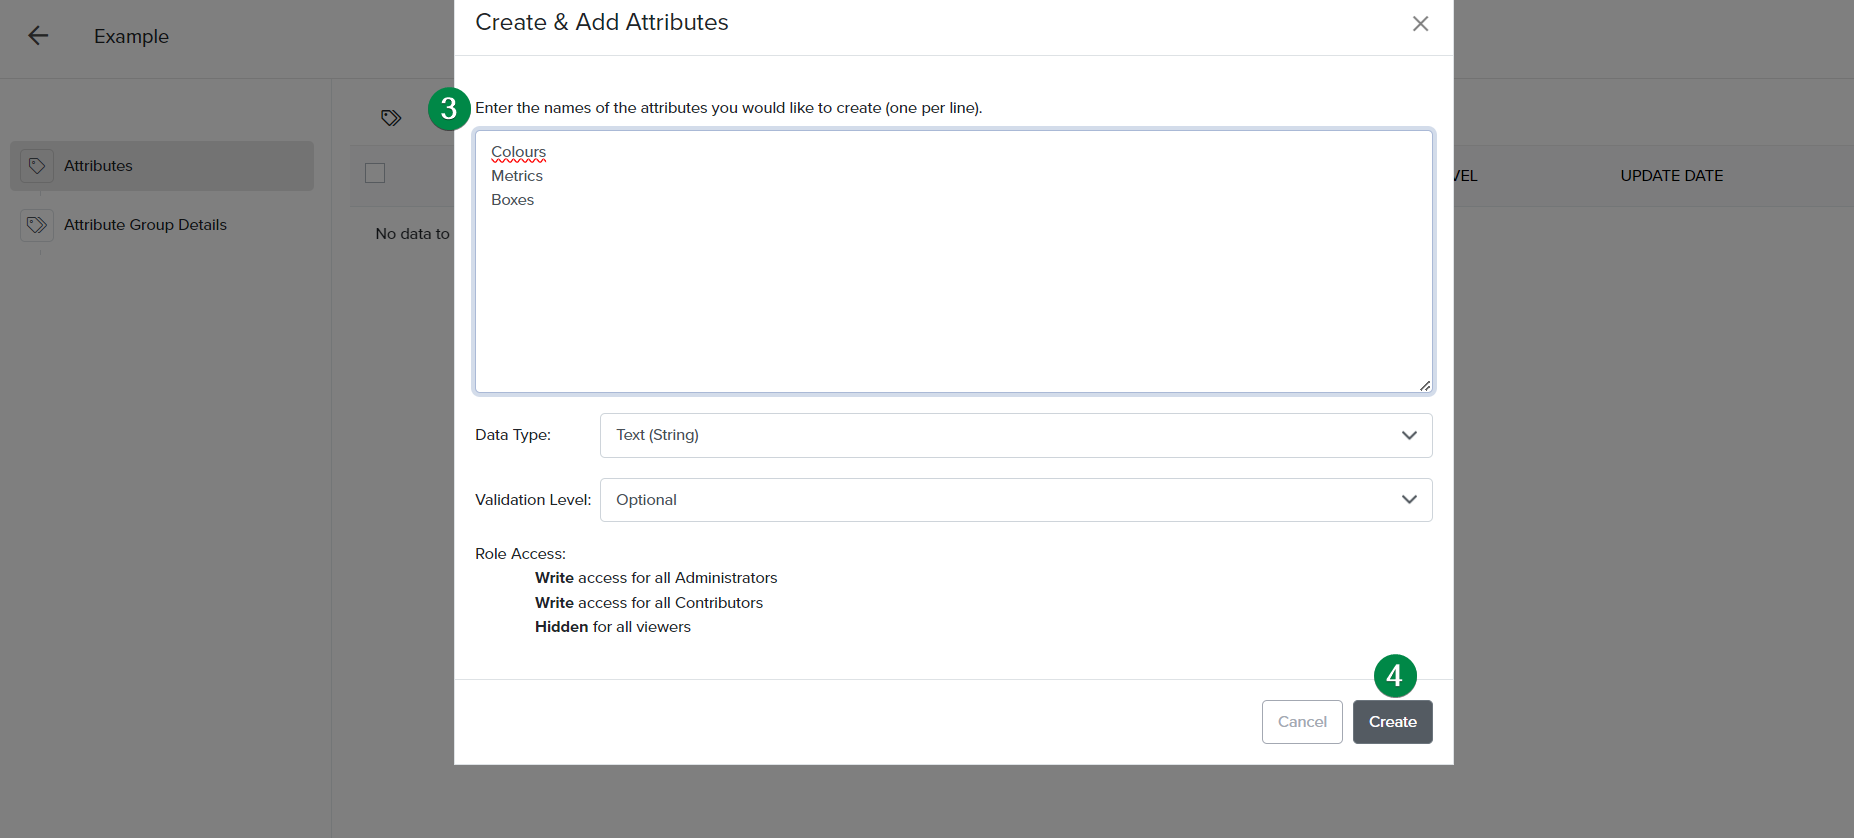 Create & Add Attributes
Example
3
Enter the names of the attributes you would like to create (one per line).
Colours
Metrics
Boxes
Attributes
Attribute Group Details
UPDATE DATE
No data to
Data Type:
Text (String)
Validation Level:
Optional
Role Access:
Write access for all Administrators
Write access for all Contributors
Hidden for all viewers
4
Cancel
Create